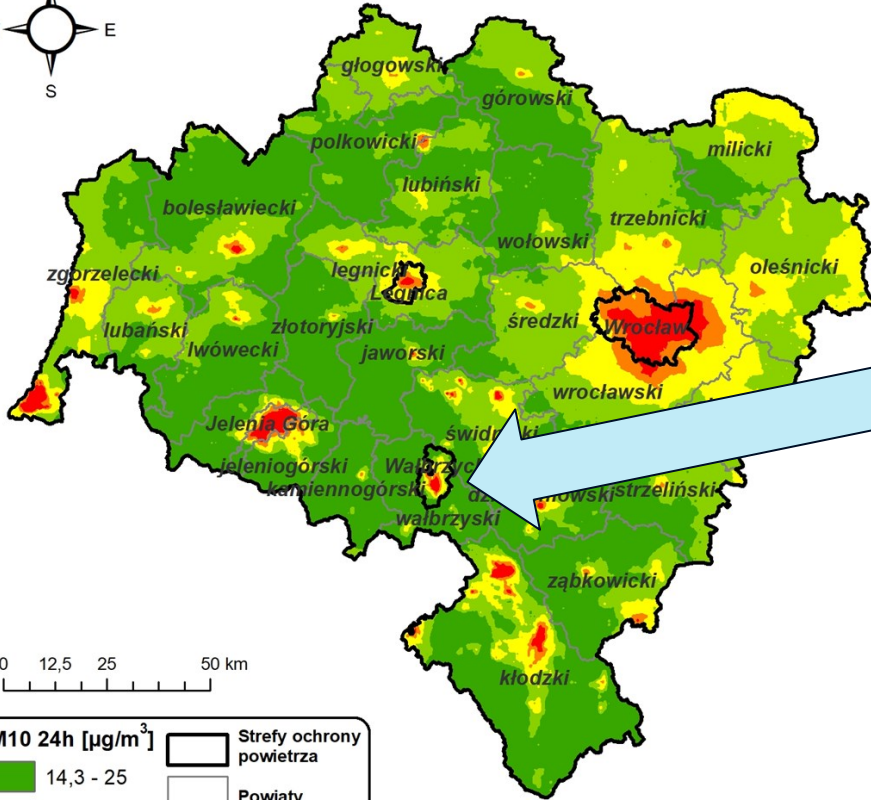 E
S
głogowski
górowski
polkowicki
milicki
lubiński
bolesławiecki
trzebnicki
wołowski
zgorzelecki
legnicki
oleśnicki
Legnica
lubański
złotoryjski
średzki
Wrocław
lwówecki
jaworski
wrocławski
Jelenia Góra
jeleniogórski
kamiennogórski
strzeliński
wałbrzyski
ząbkowicki
kłodzki
0 12,5 25 50 km
M10 24h [µg/m³]
Strefy ochrony
powietrza
14,3 - 25
Powiaty